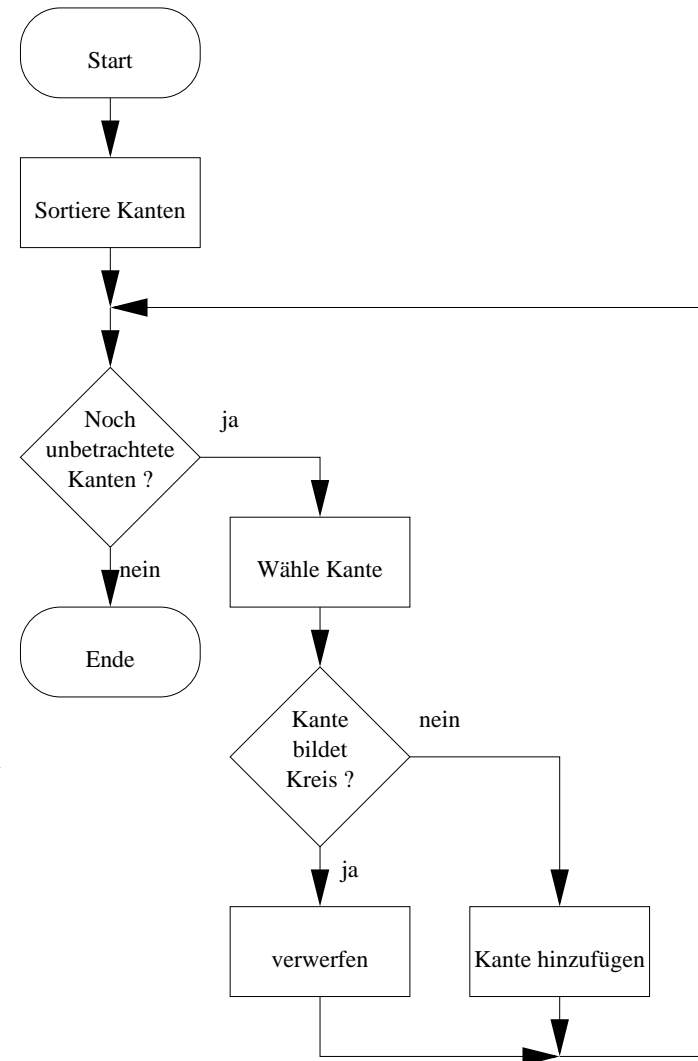 Start
Sortiere Kanten
Noch
unbetrachtete
Kanten ?
ja
nein
Wähle Kante
Ende
Kante
bildet
Kreis ?
nein
ja
verwerfen
Kante hinzufügen